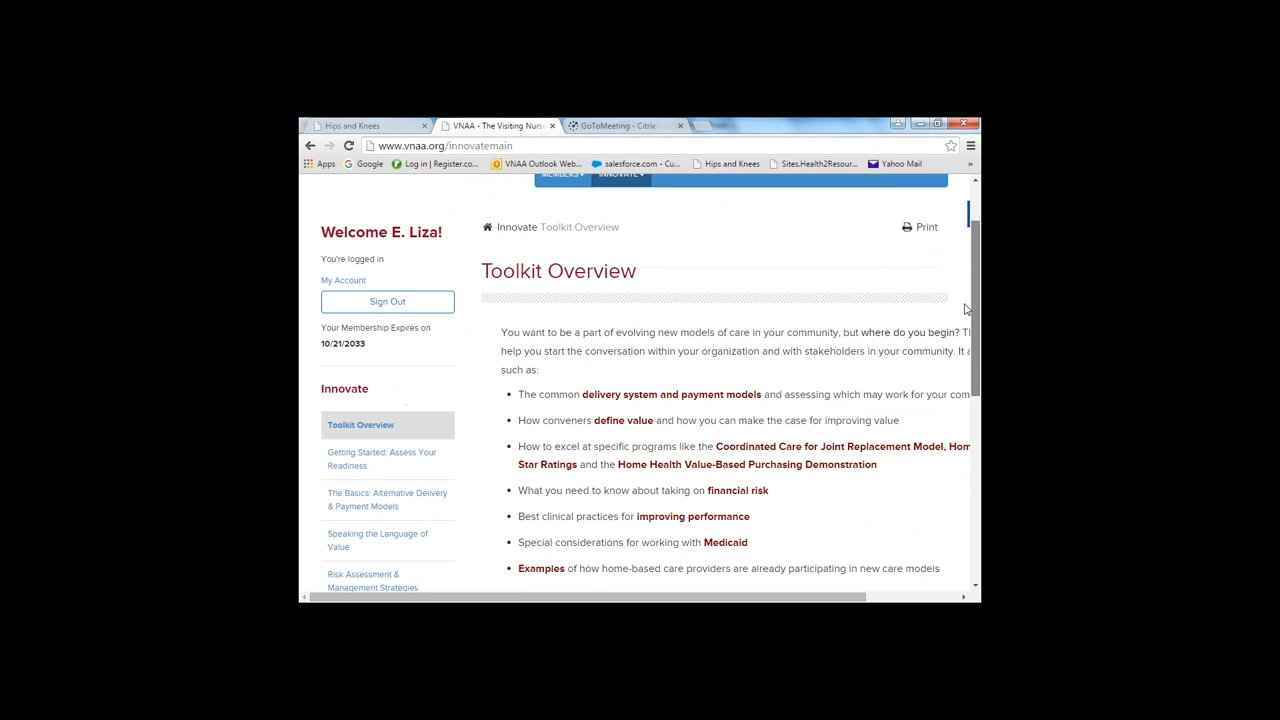 Hips and Knees
VNAA - The Visiting Nurs
GoToMeeting - Citrix
www.vnaa.org/innovatemain
Apps
Google
Log in | Register.co...
VNAA Outlook Web...
salesforce.com - Cu...
Hips and Knees
Sites.Health2Resour...
Yahoo Mail
»
MEMBERS
INNOVATE
Welcome E. Liza!
You're logged in
My Account
Sign Out
Your Membership Expires on
10/21/2033
Innovate
Toolkit Overview
Getting Started: Assess Your
Readiness
The Basics: Alternative Delivery
& Payment Models
Speaking the Language of
Value
Risk Assessment &
Management Strategies
Innovate Toolkit Overview
Print
Toolkit Overview
You want to be a part of evolving new models of care in your community, but where do you begin?
help you start the conversation within your organization and with stakeholders in your community. It
such as:
• The common delivery system and payment models and assessing which may work for your com
• How conveners define value and how you can make the case for improving value
• How to excel at specific programs like the Coordinated Care for Joint Replacement Model, Hom
Star Ratings and the Home Health Value-Based Purchasing Demonstration
• What you need to know about taking on financial risk
• Best clinical practices for improving performance
• Special considerations for working with Medicaid
• Examples of how home-based care providers are already participating in new care models